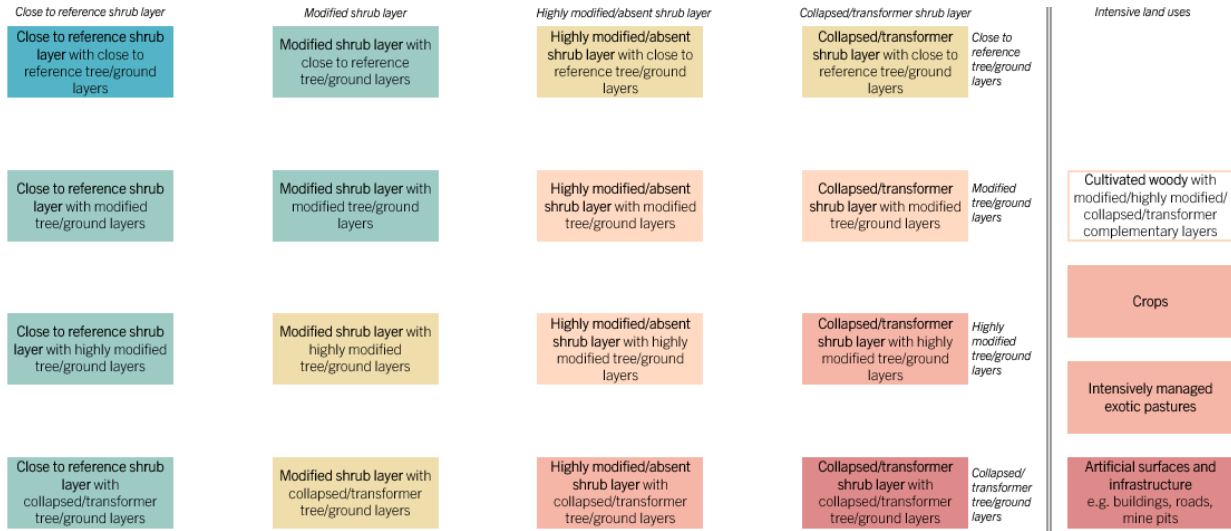 Close to reference shrub layer
Modified shrub layer
Highly modified/absent shrub layer
Collapsed/transformer shrub layer
Intensive land uses
Close to reference shrub
layer with close to
reference tree/ground
layers
Modified shrub layer with
close to reference
tree/ground layers
Highly modified/absent
shrub layer with close to
reference tree/ground
layers
Collapsed/transformer
shrub layer with close to
reference tree/ground
layers
Close to
reference
tree/ground
layers
Close to reference shrub
layer with modified
tree/ground layers
Modified shrub layer with
modified tree/ground
layers
Highly modified/absent
shrub layer with modified
tree/ground layers
Collapsed/transformer
shrub layer with modified
tree/ground layers
Modified
tree/ground
layers
Cultivated woody with
modified/highly modified/
collapsed/transformer
complementary layers
Crops
Close to reference shrub
layer with highly modified
tree/ground layers
Modified shrub layer with
highly modified
tree/ground layers
Highly modified/absent
shrub layer with highly
modified tree/ground
layers
Collapsed/transformer
shrub layer with highly
modified tree/ground
layers
Highly
modified
tree/ground
layers
Intensively managed
exotic pastures
Close to reference shrub
layer with
collapsed/transformer
tree/ground layers
Modified shrub layer with
collapsed/transformer
tree/ground layers
Highly modified/absent
shrub layer with
collapsed/transformer
tree/ground layers
Collapsed/transformer
shrub layer with
collapsed/transformer
tree/ground layers
Collapsed/
transformer
tree/ground
layers
Artificial surfaces and
infrastructure
e.g. buildings, roads,
mine pits